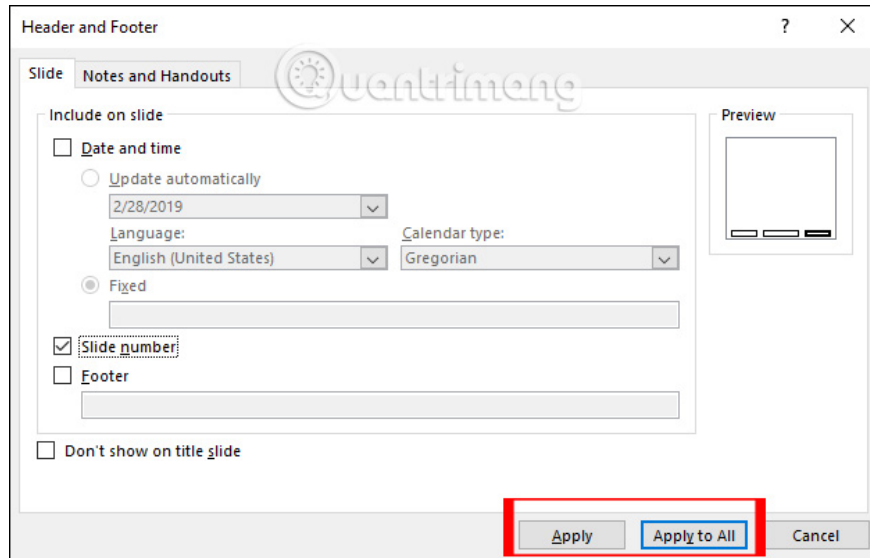 Header and Footer
Slide Notes and Handouts
Quantrimang
Include on slide
Preview
Date and time
Update automatically
2/28/2019
Language: Calendar type:
English (United States) Gregorian
Fixed
Slide number
Footer
Don't show on title slide
Apply Apply to All Cancel